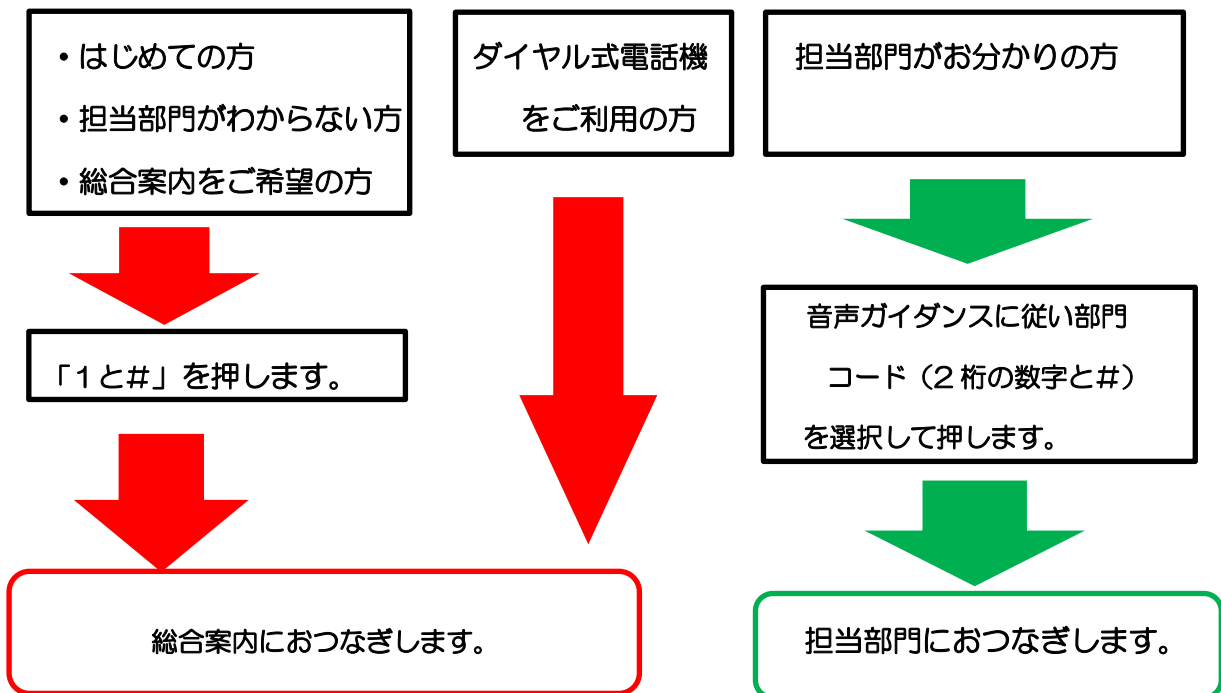 ・はじめての方
・担当部門がわからない方
・総合案内をご希望の方
「1と#」を押します。
ダイヤル式電話機
をご利用の方
総合案内におつなぎします。
担当部門がお分かりの方
音声ガイダンスに従い部門
コード（2桁の数字と#）
を選択して押します。
担当部門におつなぎします。